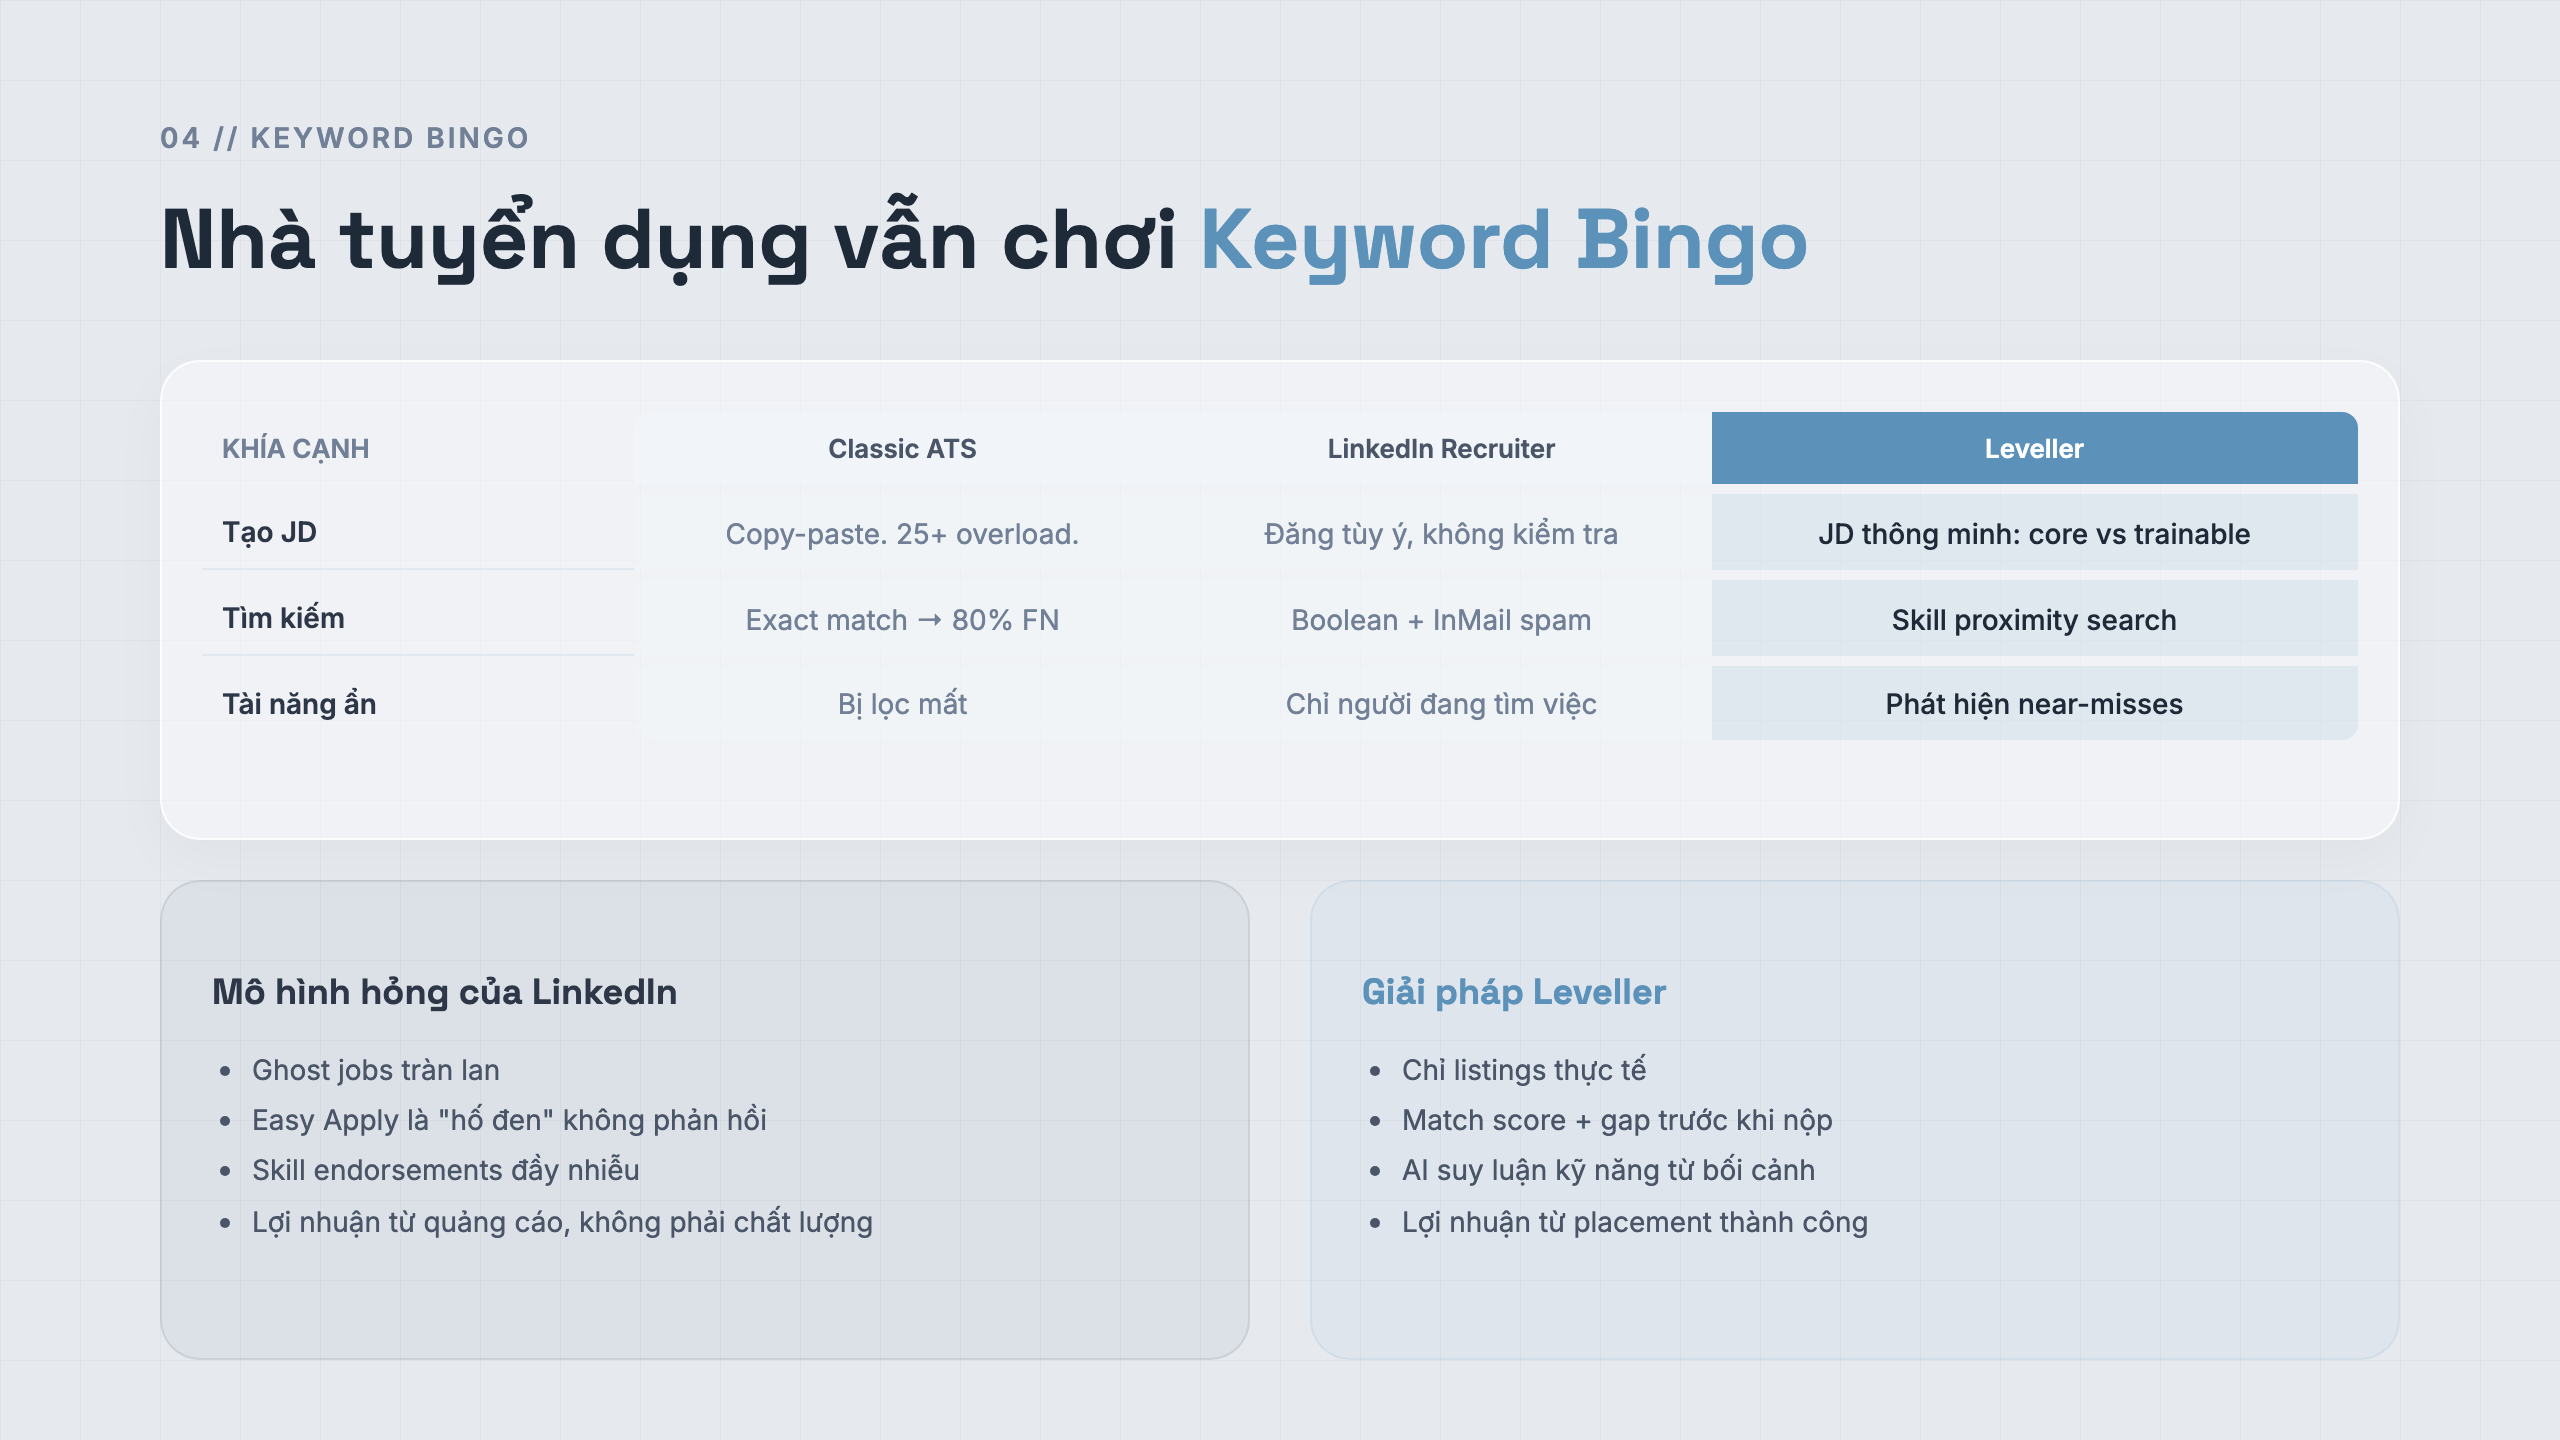 04 // KEYWORD BINGO
Nhà tuyển dụng vẫn chơi Keyword Bingo
KHÍA CẠNH Classic ATS LinkedIn Recruiter Leveller
Tạo JD Copy-paste. 25+ overload. Đăng tùy ý, không kiểm tra JD thông minh: core vs trainable
Tìm kiếm Exact match → 80% FN Boolean + InMail spam Skill proximity search
Tài năng ẩn Bị lọc mất Chỉ người đang tìm việc Phát hiện near-misses
Mô hình hỏng của LinkedIn
• Ghost jobs tràn lan
• Easy Apply là "hố đen" không phản hồi
• Skill endorsements đầy nhiễu
• Lợi nhuận từ quảng cáo, không phải chất lượng
Giải pháp Leveller
• Chỉ listings thực tế
• Match score + gap trước khi nộp
• AI suy luận kỹ năng từ bối cảnh
• Lợi nhuận từ placement thành công